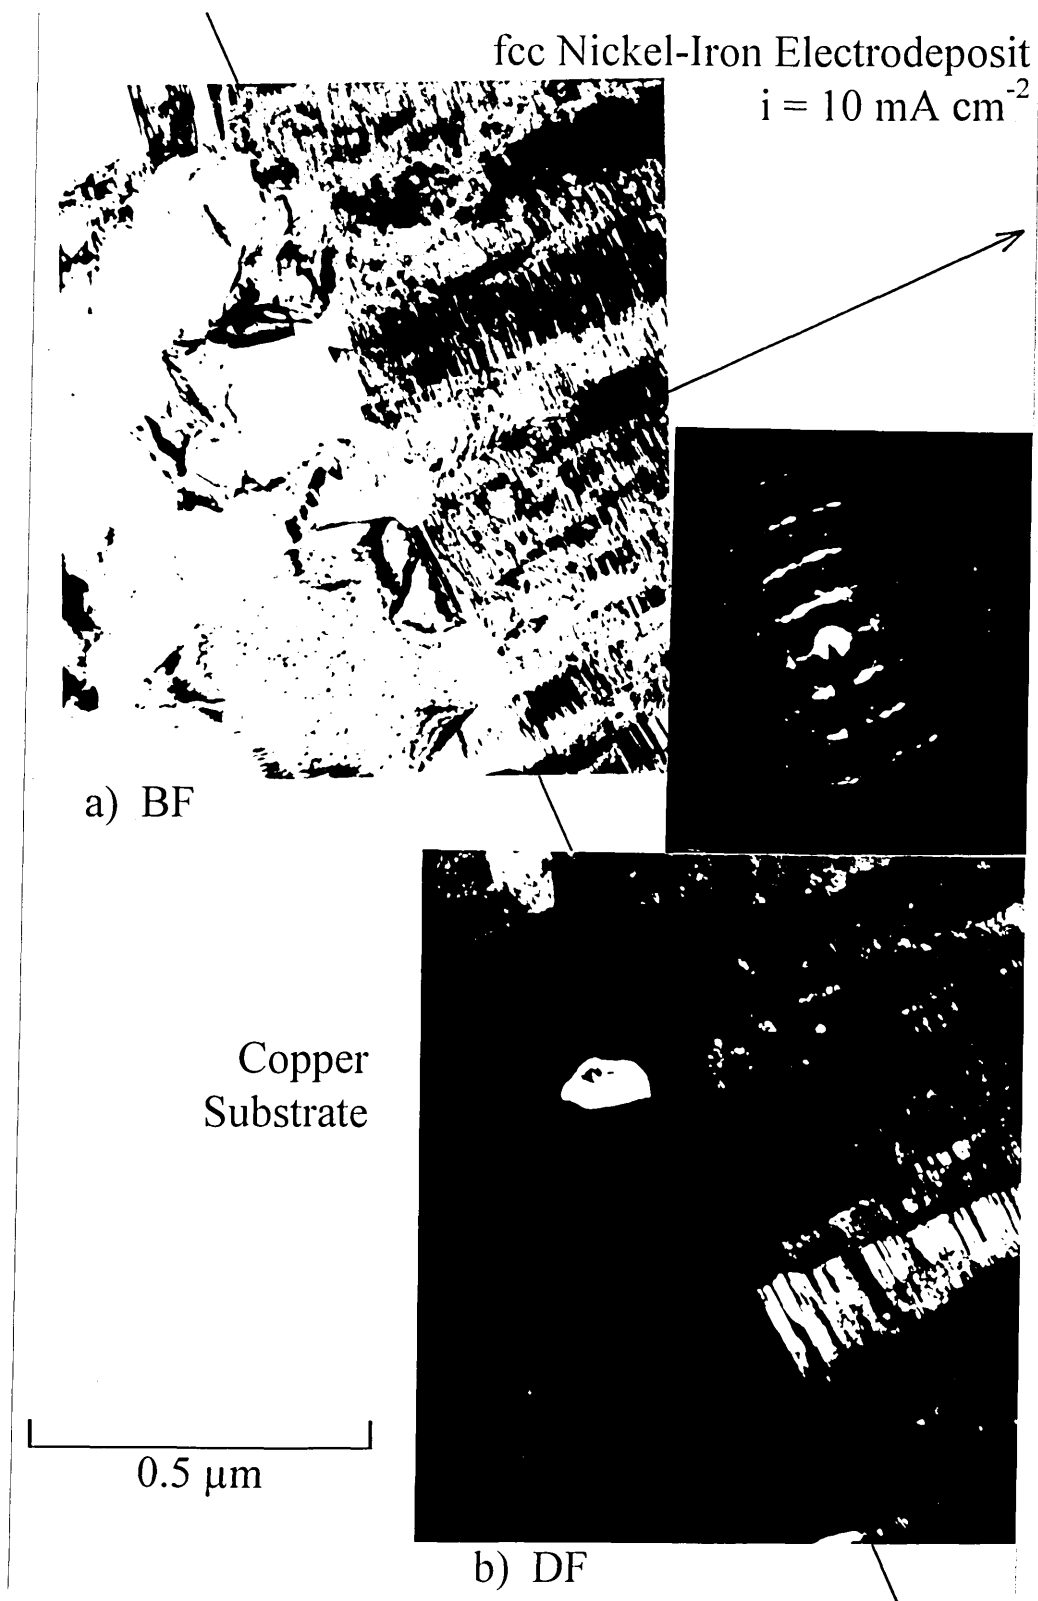 fcc Nickel-Iron Electrodeposit
i = 10 mA cm⁻²
a) BF
Copper
Substrate
0.5 µm
b) DF